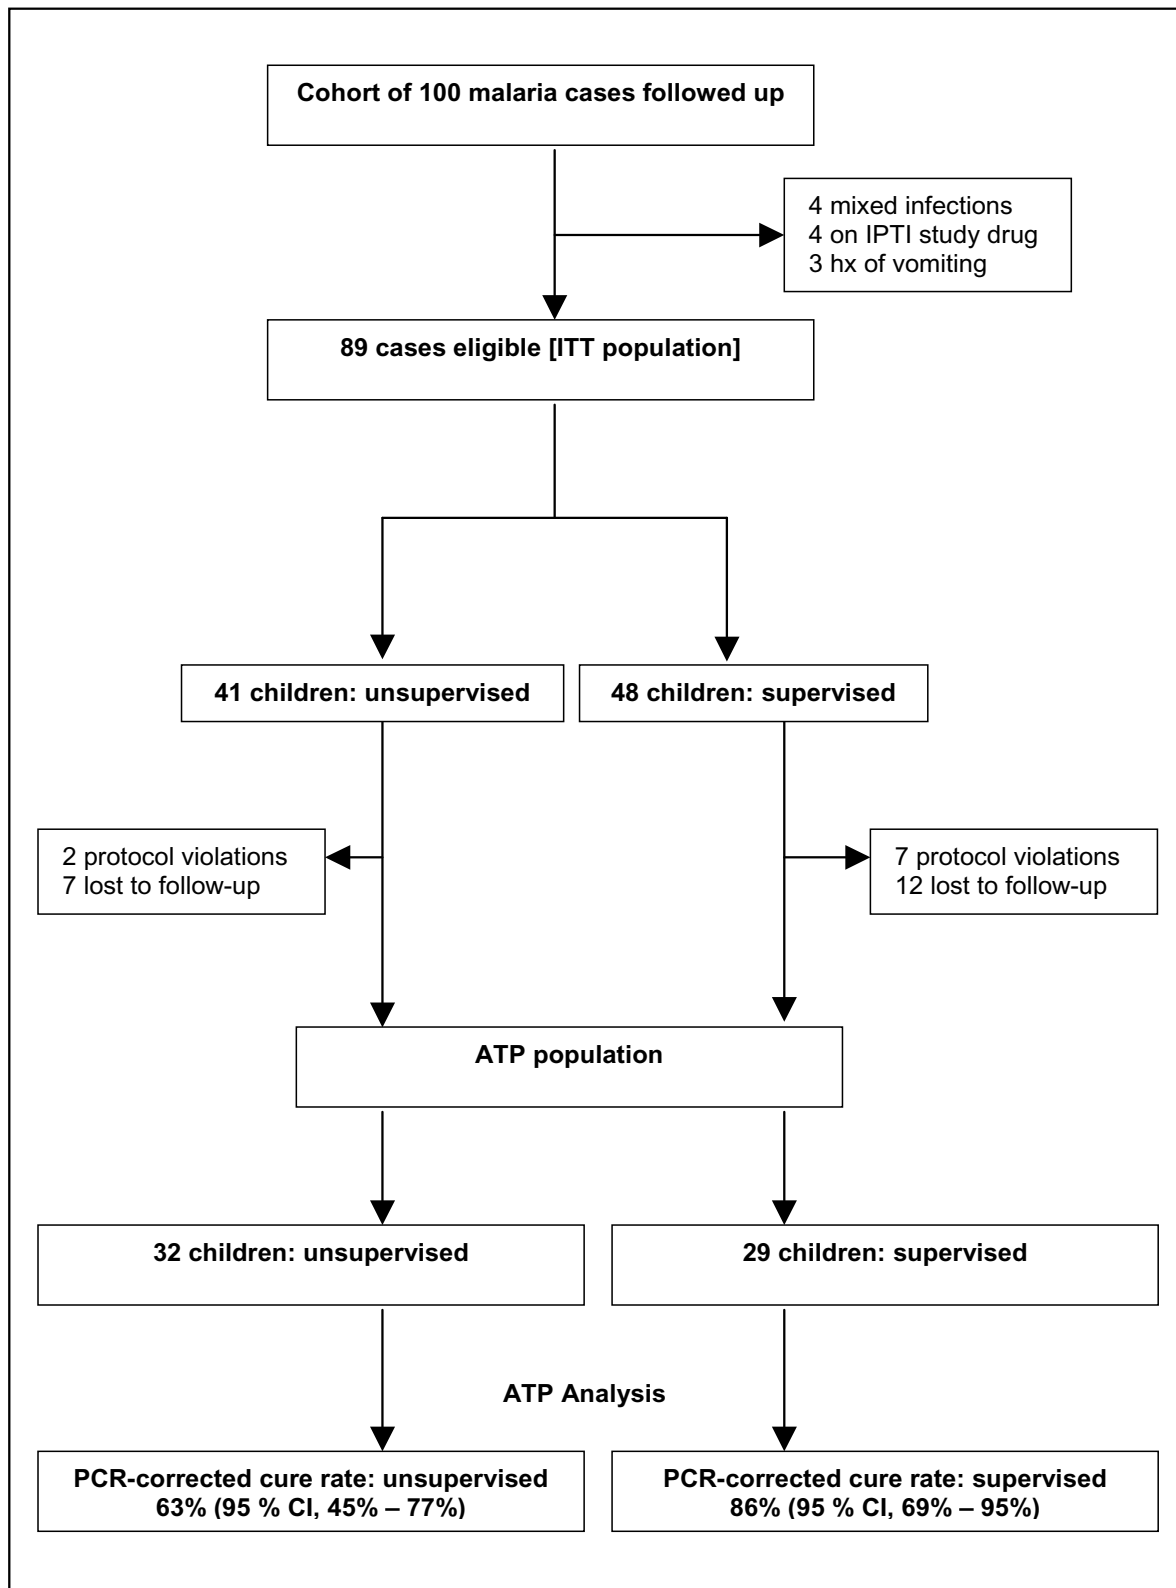 Cohort of 100 malaria cases followed up
4 mixed infections
4 on IPTI study drug
3 hx of vomiting
89 cases eligible [ITT population]
41 children: unsupervised
48 children: supervised
2 protocol violations
7 lost to follow-up
7 protocol violations
12 lost to follow-up
ATP population
32 children: unsupervised
29 children: supervised
ATP Analysis
PCR-corrected cure rate: unsupervised
63% (95 % CI, 45% – 77%)
PCR-corrected cure rate: supervised
86% (95 % CI, 69% – 95%)